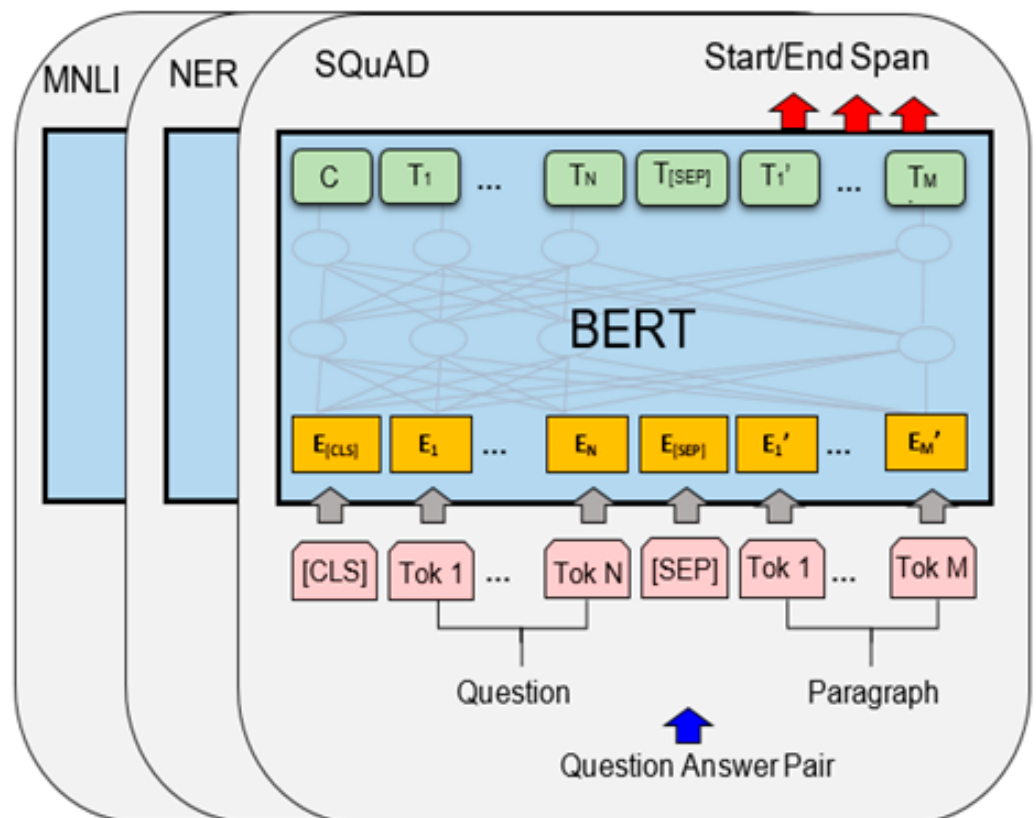 MNLI NER SQuAD Start/End Span
C T1 ... TN T[SEP] T1' ... TM
BERT
E[CLS] E1 ... EN E[SEP] E1' ... EM'
[CLS] Tok 1 ... Tok N [SEP] Tok 1 ... Tok M
Question Paragraph
Question Answer Pair